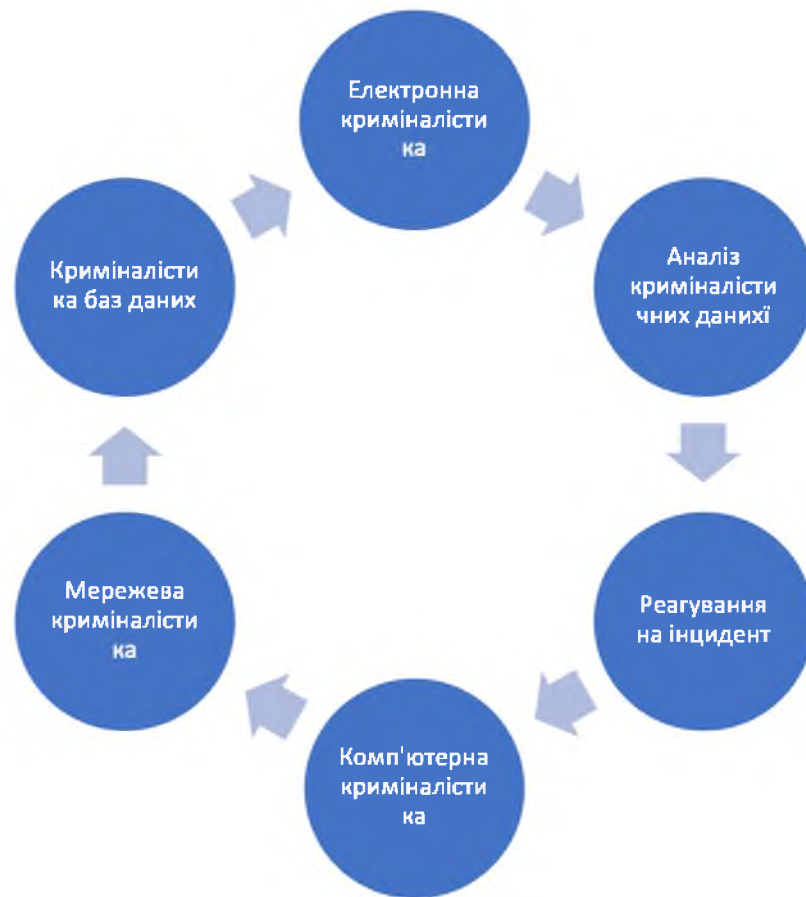 Електронна
криміналісти
ка
Аналіз
криміналісти
чних данихї
Реагування
на інцидент
Комп'ютерна
криміналісти
ка
Мережева
криміналісти
ка
Криміналісти
ка баз даних